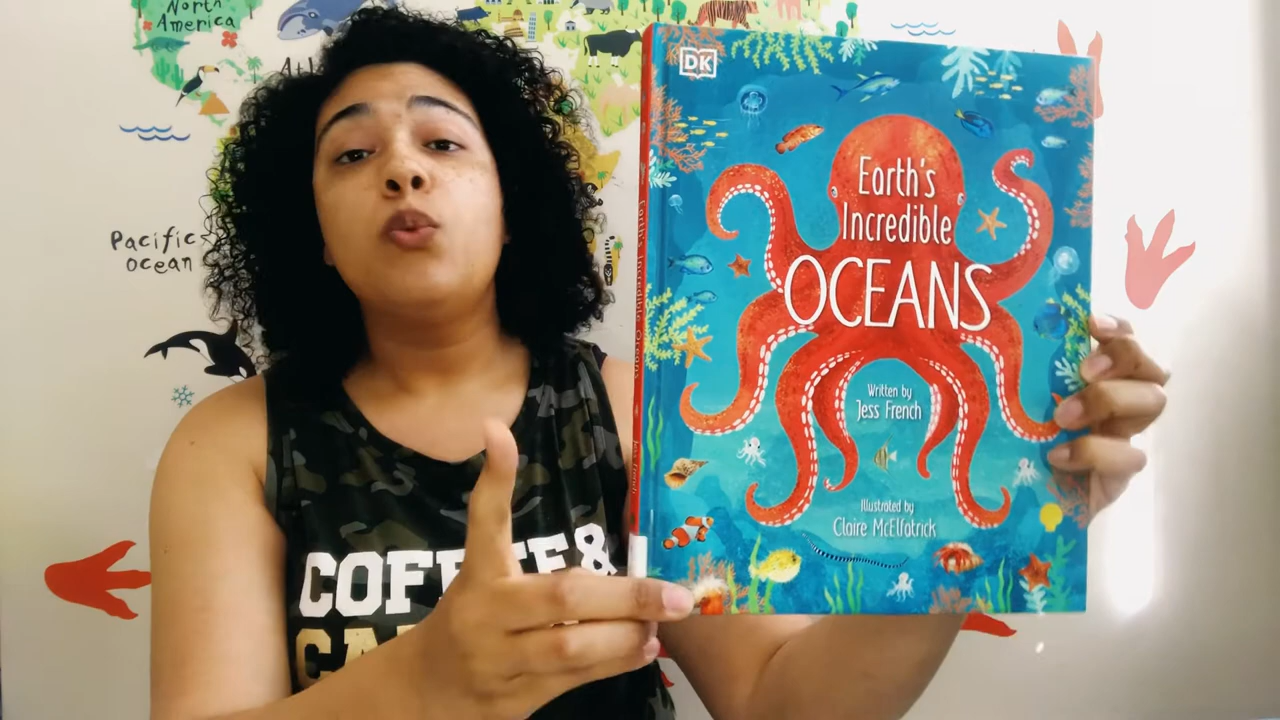 North
America
Pacific
ocean
DK
Earth's
Incredible
OCEANS
Written by
Jess French
Illustrated by
Claire McElfatrick
Earth's Incredible Oceans
COFFEE &